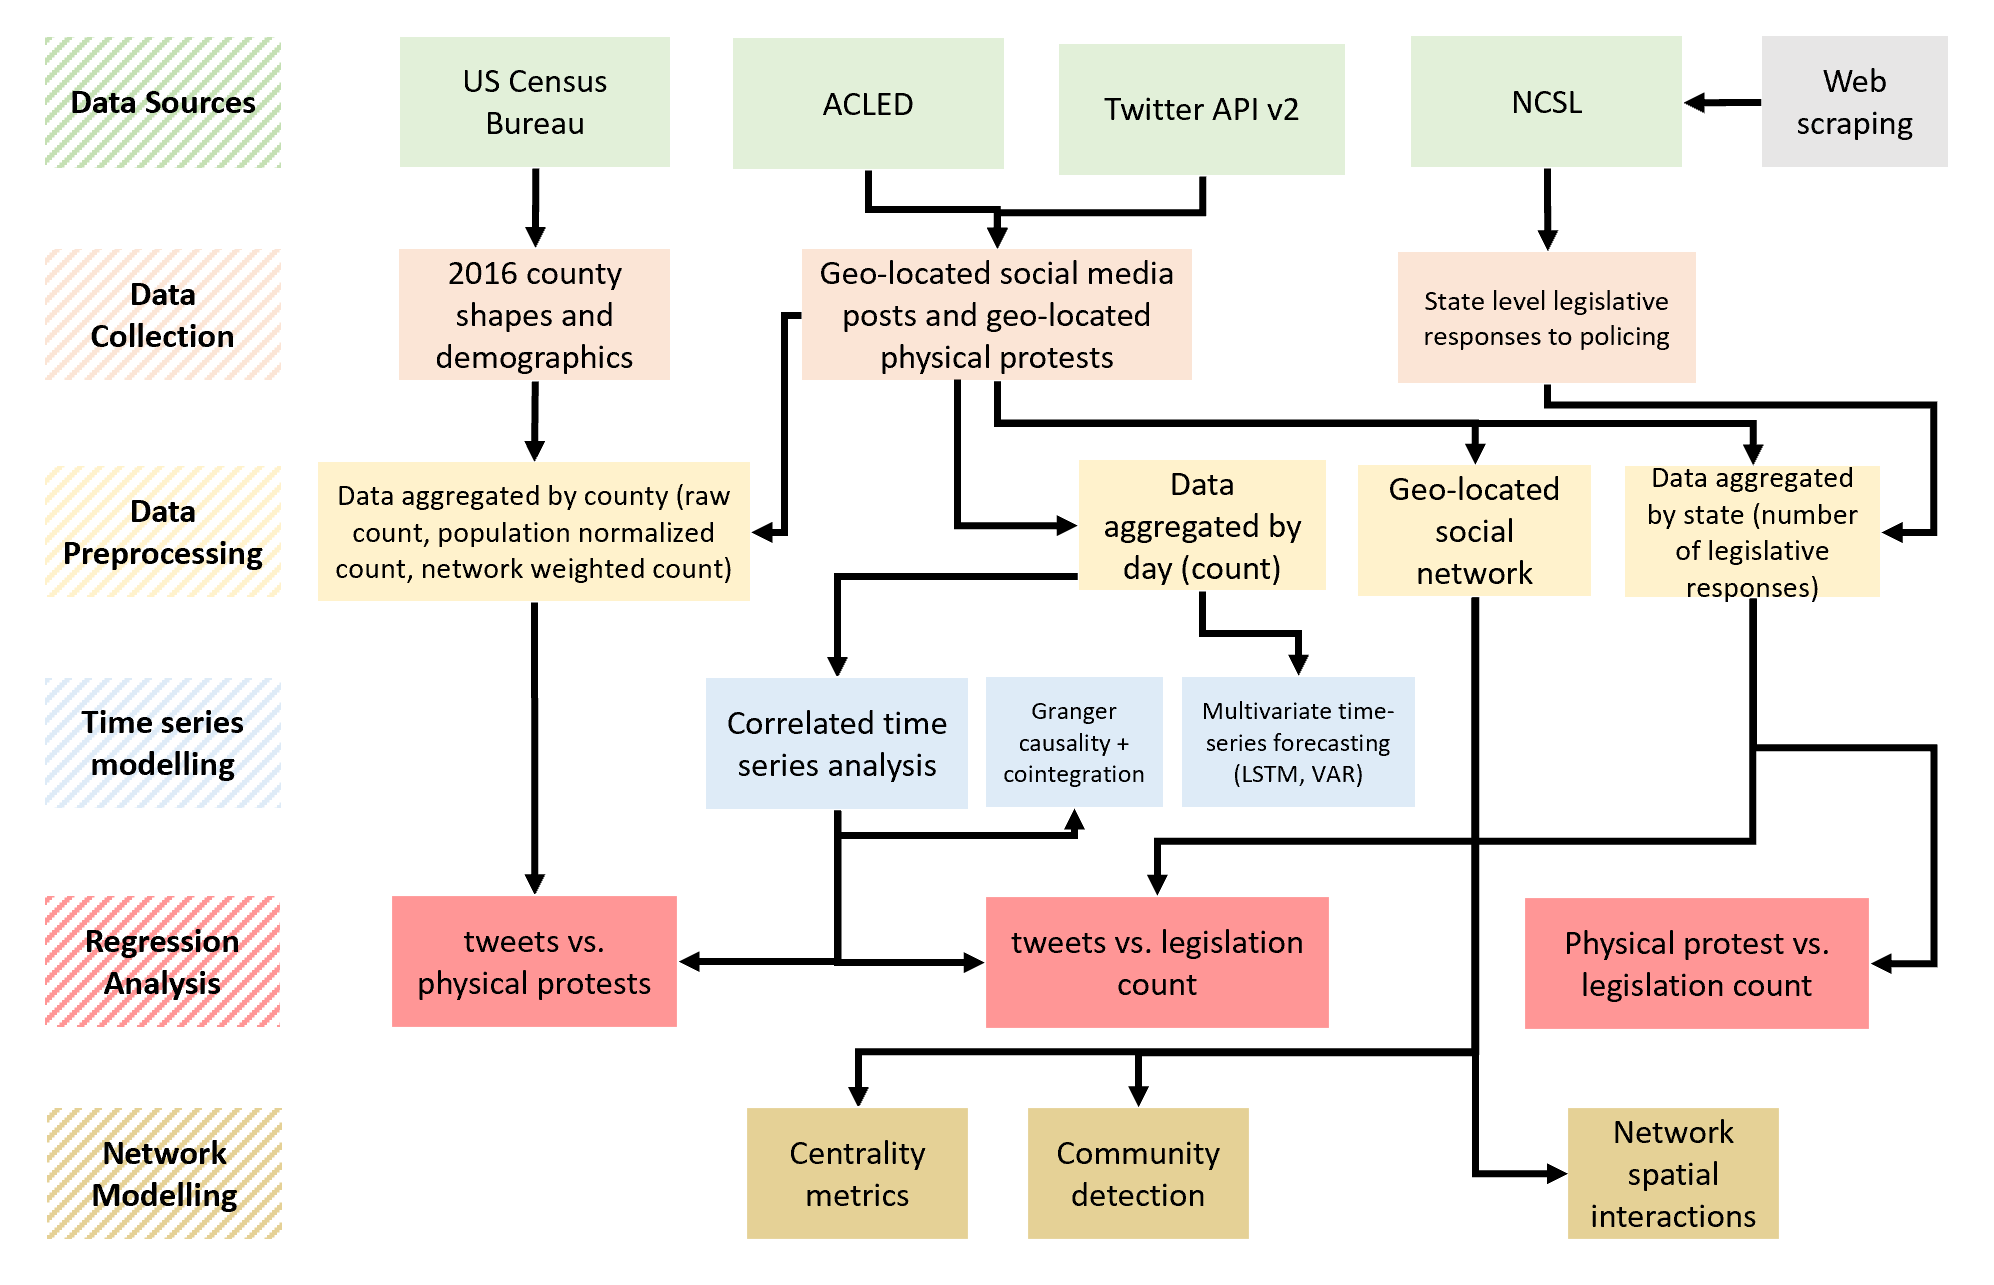 Data Sources
US Census
Bureau
ACLED
Twitter API v2
NCSL
Web
scraping
Data
Collection
2016 county
shapes and
demographics
Geo-located social media
posts and geo-located
physical protests
State level legislative
responses to policing
Data
Preprocessing
Data aggregated by county (raw
count, population normalized
count, network weighted count)
Data
aggregated by
day (count)
Geo-located
social
network
Data aggregated
by state (number
of legislative
responses)
Time series
modelling
Correlated time
series analysis
Granger
causality +
cointegration
Multivariate time-
series forecasting
(LSTM, VAR)
Regression
Analysis
tweets vs.
physical protests
tweets vs. legislation
count
Physical protest vs.
legislation count
Network
Modelling
Centrality
metrics
Community
detection
Network
spatial
interactions